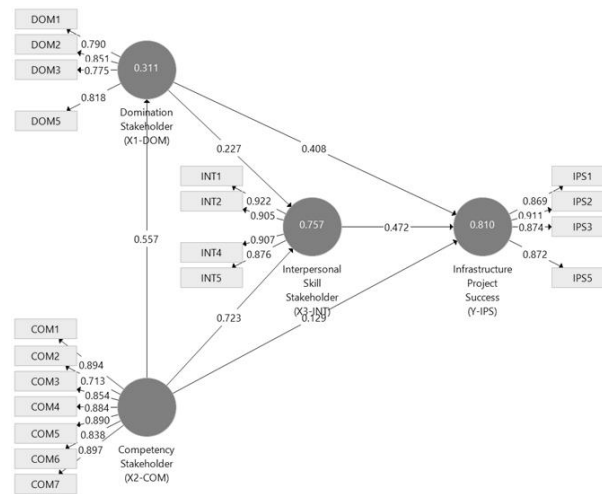 DOM1
DOM2
DOM3
DOM5
0.790
0.851
0.775
0.818
0.311
Domination
Stakeholder
(X1-DOM)
0.227
0.408
INT1
INT2
INT4
INT5
0.922
0.905
0.907
0.876
0.757
Interpersonal
Skill
Stakeholder
(X3-INT)
0.472
0.810
Infrastructure
Project
Success
(Y-IPS)
0.869
0.911
0.874
0.872
IPS1
IPS2
IPS3
IPS5
0.557
0.723
0.129
COM1
COM2
COM3
COM4
COM5
COM6
COM7
0.894
0.713
0.854
0.884
0.890
0.838
0.897
Competency
Stakeholder
(X2-COM)